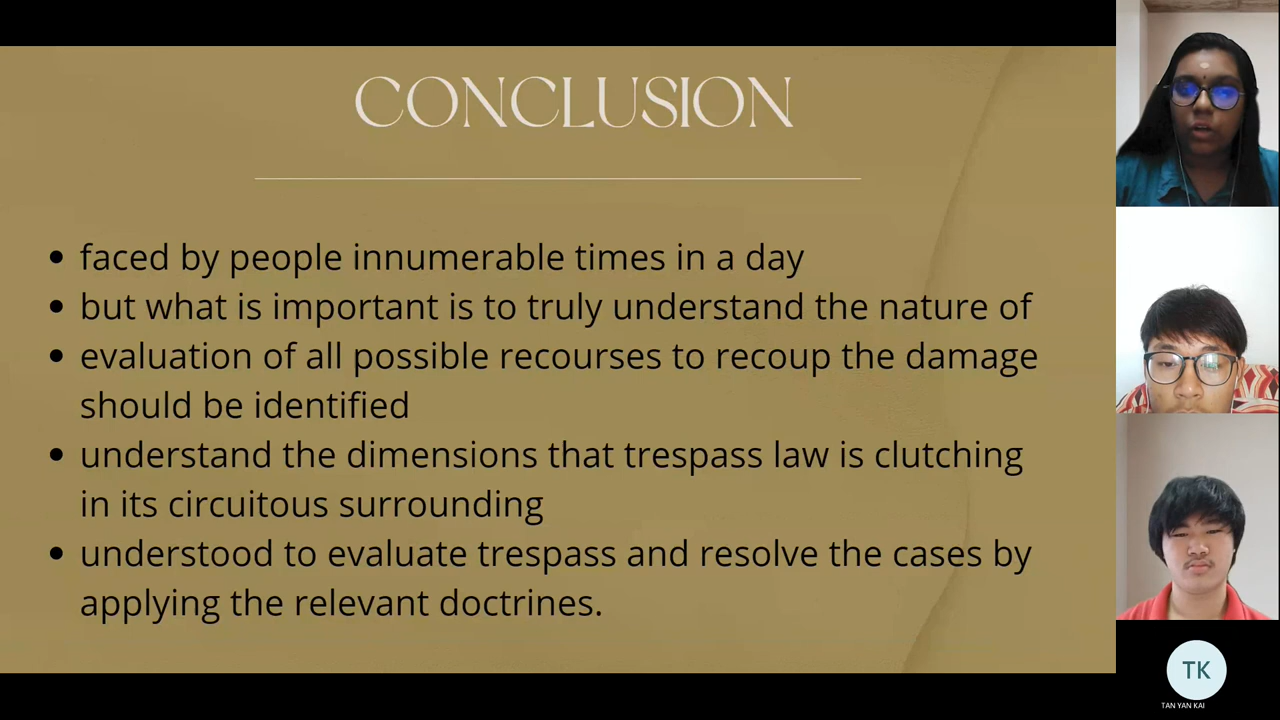 CONCLUSION
• faced by people innumerable times in a day
• but what is important is to truly understand the nature of
• evaluation of all possible recourses to recoup the damage
should be identified
• understand the dimensions that trespass law is clutching
in its circuitous surrounding
• understood to evaluate trespass and resolve the cases by
applying the relevant doctrines.
TK
TAN YAN KAI